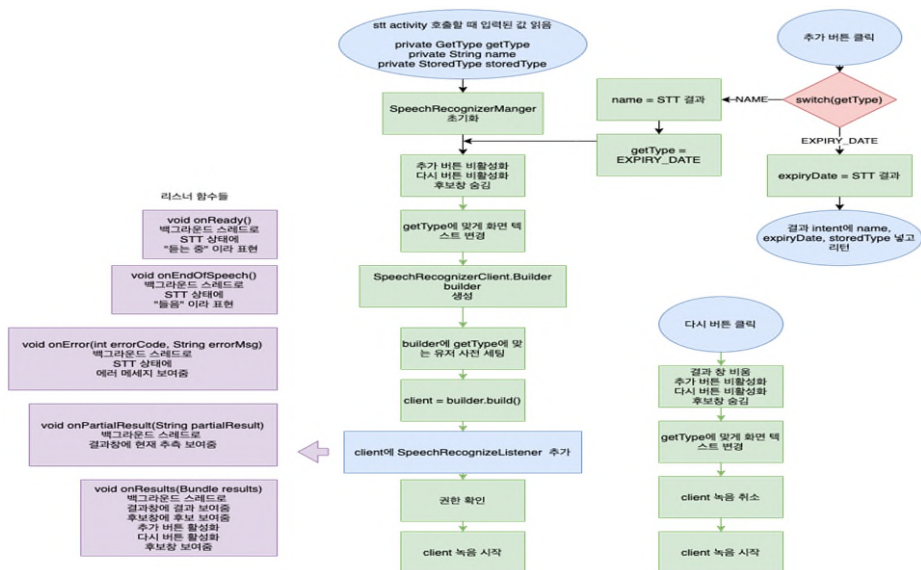 stt activity 호출할 때 입력된 값 읽음
private GetType getType
private String name
private StoredType storedType
SpeechRecognizerManger
초기화
추가 버튼 비활성화
다시 버튼 비활성화
후보창 숨김
getType에 맞게 화면 텍
스트 변경
SpeechRecognizerClient.Builder
builder
생성
builder에 getType에 맞
는 유저 사전 세팅
client = builder.build()
client에 SpeechRecognizeListener 추가
권한 확인
client 녹음 시작
추가 버튼 클릭
switch(getType)
NAME
name = STT 결과
getType =
EXPIRY_DATE
EXPIRY_DATE
expiryDate = STT 결과
결과 intent에 name,
expiryDate, storedType 넣고
리턴
리스너 함수들
void onReady()
백그라운드 스레드로
STT 상태에
"듣는 중" 이라 표현
void onEndOfSpeech()
백그라운드 스레드로
STT 상태에
"들음" 이라 표현
void onError(int errorCode, String errorMsg)
백그라운드 스레드로
STT 상태에
에러 메세지 보여줌
void onPartialResult(String partialResult)
백그라운드 스레드로
결과창에 현재 추측 보여줌
void onResults(Bundle results)
백그라운드 스레드로
결과창에 결과 보여줌
후보창에 후보 보여줌
추가 버튼 활성화
다시 버튼 활성화
후보창 보여줌
다시 버튼 클릭
결과 창 비움
추가 버튼 비활성화
다시 버튼 비활성화
후보창 숨김
getType에 맞게 화면 텍
스트 변경
client 녹음 취소
client 녹음 시작